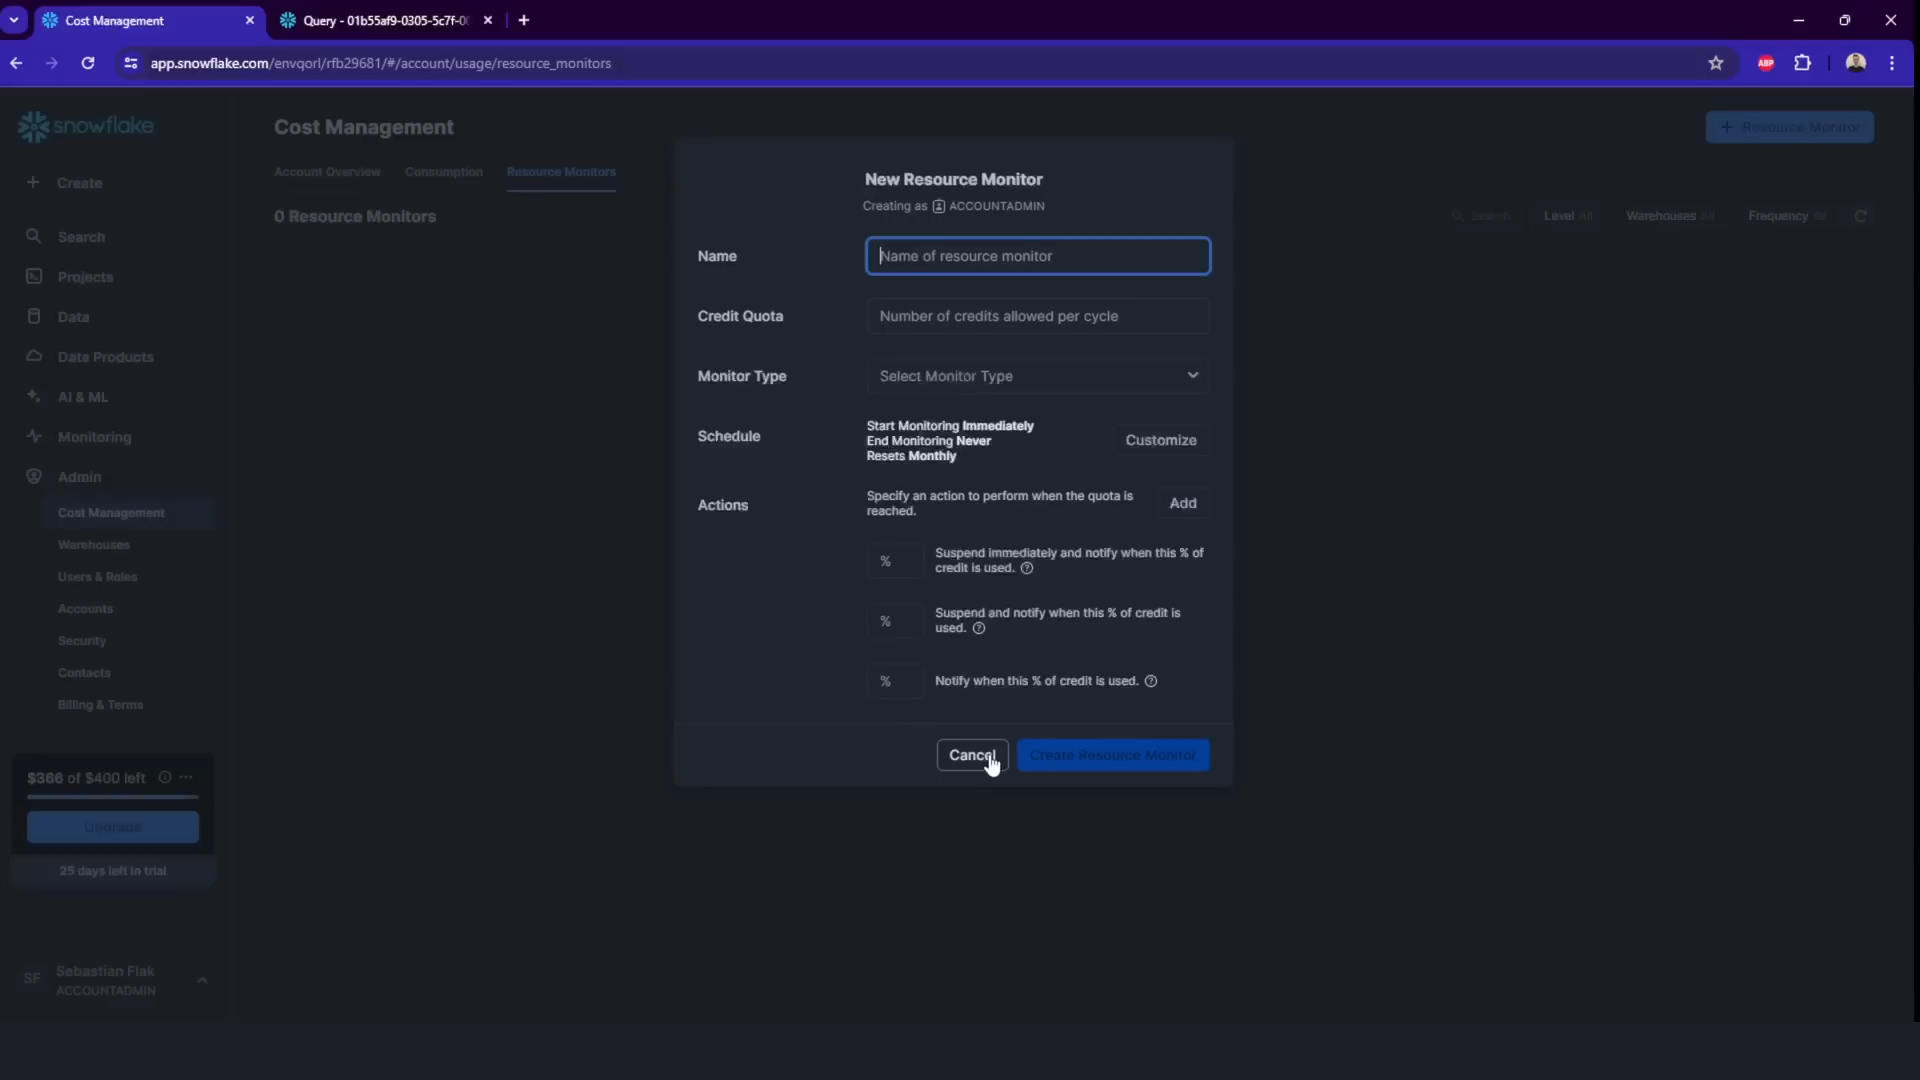 Cost Management
Query - 01b55af9-0305-5c7f-0
app.snowflake.com/envqorl/rfb29681/#/account/usage/resource_monitors
ABP
snowflake
Cost Management
+ Resource Monitor
Account Overview
Consumption
Resource Monitors
0 Resource Monitors
Search
Level All
Warehouses All
Frequency All
Create
Search
Projects
Data
Data Products
AI & ML
Monitoring
Admin
Cost Management
Warehouses
Users & Roles
Accounts
Security
Contacts
Billing & Terms
$366 of $400 left
Upgrade
25 days left in trial
SF
Sebastian Flak
ACCOUNTADMIN
New Resource Monitor
Creating as ACCOUNTADMIN
Name
Name of resource monitor
Credit Quota
Number of credits allowed per cycle
Monitor Type
Select Monitor Type
Schedule
Start Monitoring Immediately
End Monitoring Never
Resets Monthly
Customize
Actions
Specify an action to perform when the quota is
reached.
Add
%
Suspend immediately and notify when this % of
credit is used.
%
Suspend and notify when this % of credit is
used.
%
Notify when this % of credit is used.
Cancel
Create Resource Monitor